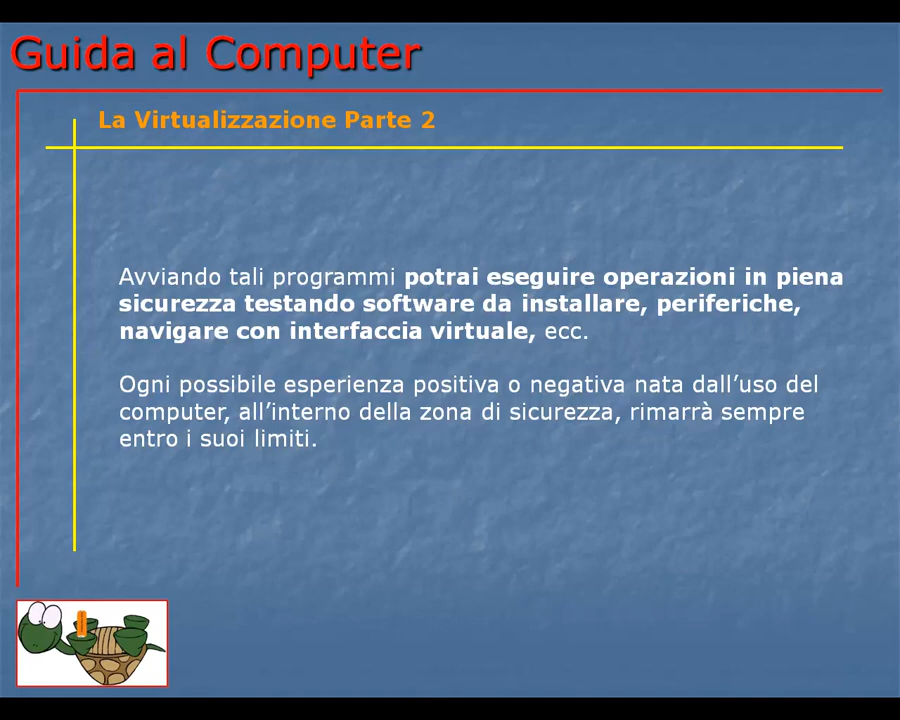 Guida al Computer
La Virtualizzazione Parte 2
Avviando tali programmi potrai eseguire operazioni in piena
sicurezza testando software da installare, periferiche,
navigare con interfaccia virtuale, ecc.
Ogni possibile esperienza positiva o negativa nata dall’uso del
computer, all’interno della zona di sicurezza, rimarrà sempre
entro i suoi limiti.